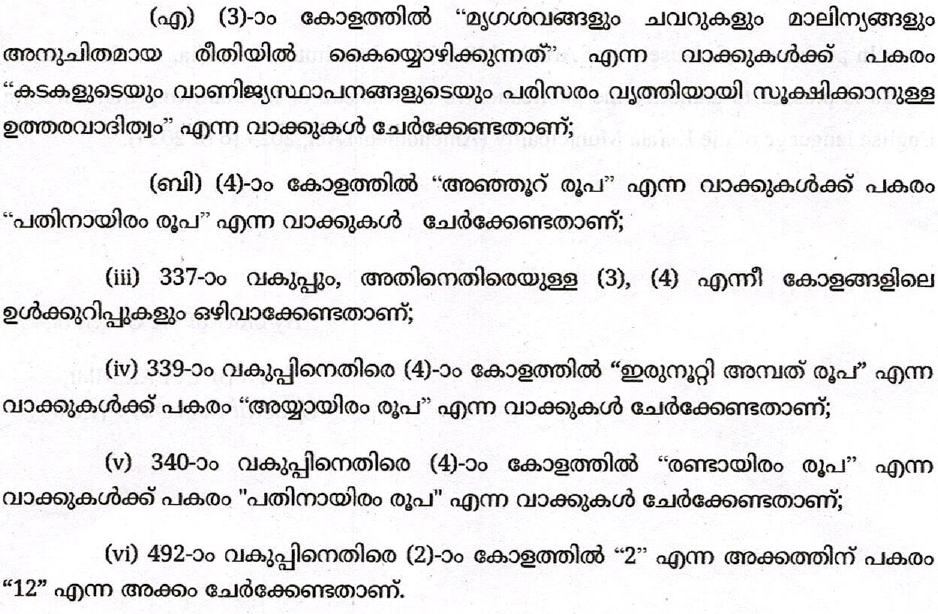 (എ) (3)-ാം കോളത്തിൽ “മൃഗശവങ്ങളും ചവറുകളും മാലിന്യങ്ങളും
അനുചിതമായ രീതിയിൽ കൈയ്യൊഴിക്കുന്നത്” എന്ന വാക്കുകൾക്ക് പകരം
“കടകളുടെയും വാണിജ്യസ്ഥാപനങ്ങളുടെയും പരിസരം വൃത്തിയായി സൂക്ഷിക്കാനുള്ള
ഉത്തരവാദിത്വം” എന്ന വാക്കുകൾ ചേർക്കേണ്ടതാണ്;
(ബി) (4)-ാം കോളത്തിൽ “അഞ്ഞൂറ് രൂപ” എന്ന വാക്കുകൾക്ക് പകരം
“പതിനായിരം രൂപ” എന്ന വാക്കുകൾ ചേർക്കേണ്ടതാണ്;
(iii) 337-ാം വകുപ്പും, അതിനെതിരെയുള്ള (3), (4) എന്നീ കോളങ്ങളിലെ
ഉൾക്കുറിപ്പുകളും ഒഴിവാക്കേണ്ടതാണ്;
(iv) 339-ാം വകുപ്പിനെതിരെ (4)-ാം കോളത്തിൽ “ഇരുനൂറ്റി അമ്പത് രൂപ” എന്ന
വാക്കുകൾക്ക് പകരം “അയ്യായിരം രൂപ” എന്ന വാക്കുകൾ ചേർക്കേണ്ടതാണ്;
(v) 340-ാം വകുപ്പിനെതിരെ (4)-ാം കോളത്തിൽ “രണ്ടായിരം രൂപ” എന്ന
വാക്കുകൾക്ക് പകരം "പതിനായിരം രൂപ" എന്ന വാക്കുകൾ ചേർക്കേണ്ടതാണ്;
(vi) 492-ാം വകുപ്പിനെതിരെ (2)-ാം കോളത്തിൽ “2” എന്ന അക്കത്തിന് പകരം
“12” എന്ന അക്കം ചേർക്കേണ്ടതാണ്.